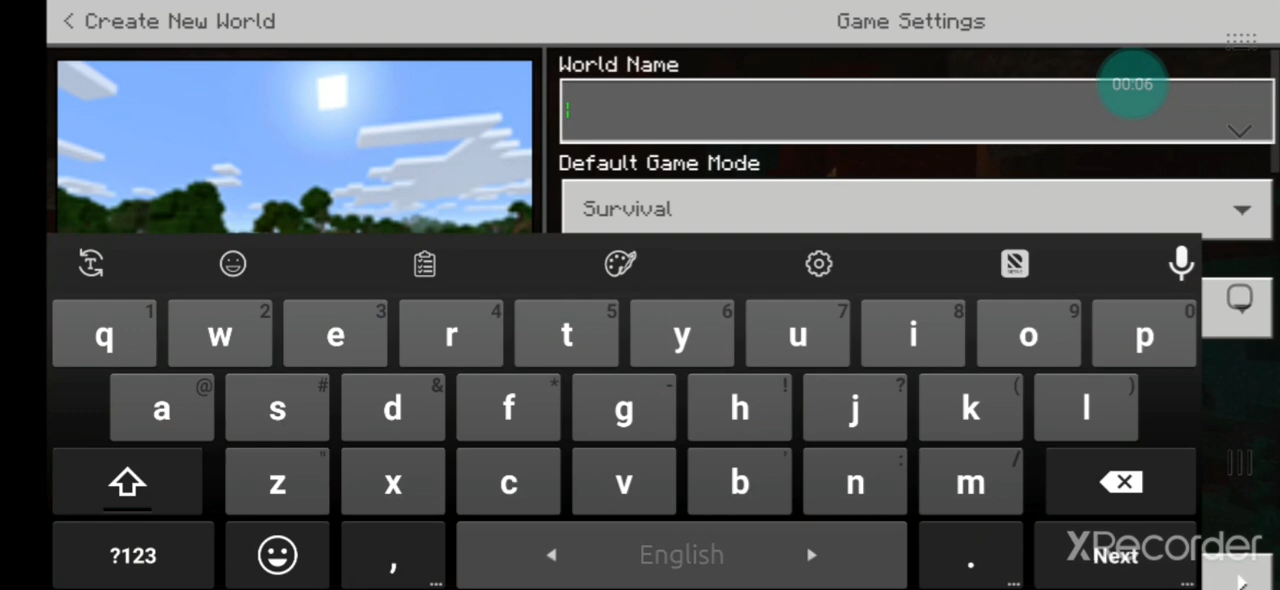 Create New World
Game Settings
World Name
00:06
Default Game Mode
Survival
q 1 w 2 e 3 r 4 t 5 y 6 u 7 i 8 o 9 p 0
a @ s # d & f * g - h ! j ? k ( l )
z " x c v b ' n : m /
?123 , ... English . ... Next ...
XRecorder